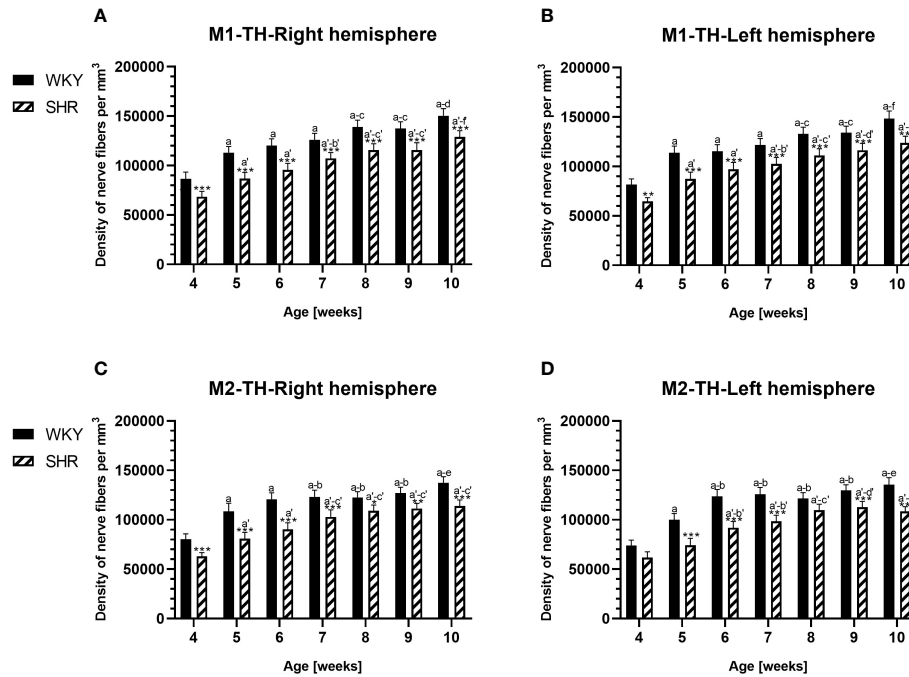 A
M1-TH-Right hemisphere
WKY
SHR
Density of nerve fibers per mm³
200000
150000
100000
50000
0
***
a
a'
***
a
a'
***
a
a'-b'
***
a-c
a'-c'
***
a-c
a'-c'
***
a-d
a'-f'
***
4 5 6 7 8 9 10
Age [weeks]
B
M1-TH-Left hemisphere
Density of nerve fibers per mm³
200000
150000
100000
50000
0
**
a
a'
***
a
a'
***
a
a'-b'
***
a-c
a'-c'
***
a-c
a'-d'
***
a-f
4 5 6 7 8 9 10
Age [weeks]
C
M2-TH-Right hemisphere
WKY
SHR
Density of nerve fibers per mm³
200000
150000
100000
50000
0
***
a
a'
***
a
a'
***
a-b
a'-c'
***
a-b
a'-c'
a-b
a'-c'
**
a-e
a'-c'
***
4 5 6 7 8 9 10
Age [weeks]
D
M2-TH-Left hemisphere
Density of nerve fibers per mm³
200000
150000
100000
50000
0
a
***
a-b
a'-b'
***
a-b
a'-b'
***
a-b
a'-c'
a-b
a'-d'
***
a-e
4 5 6 7 8 9 10
Age [weeks]